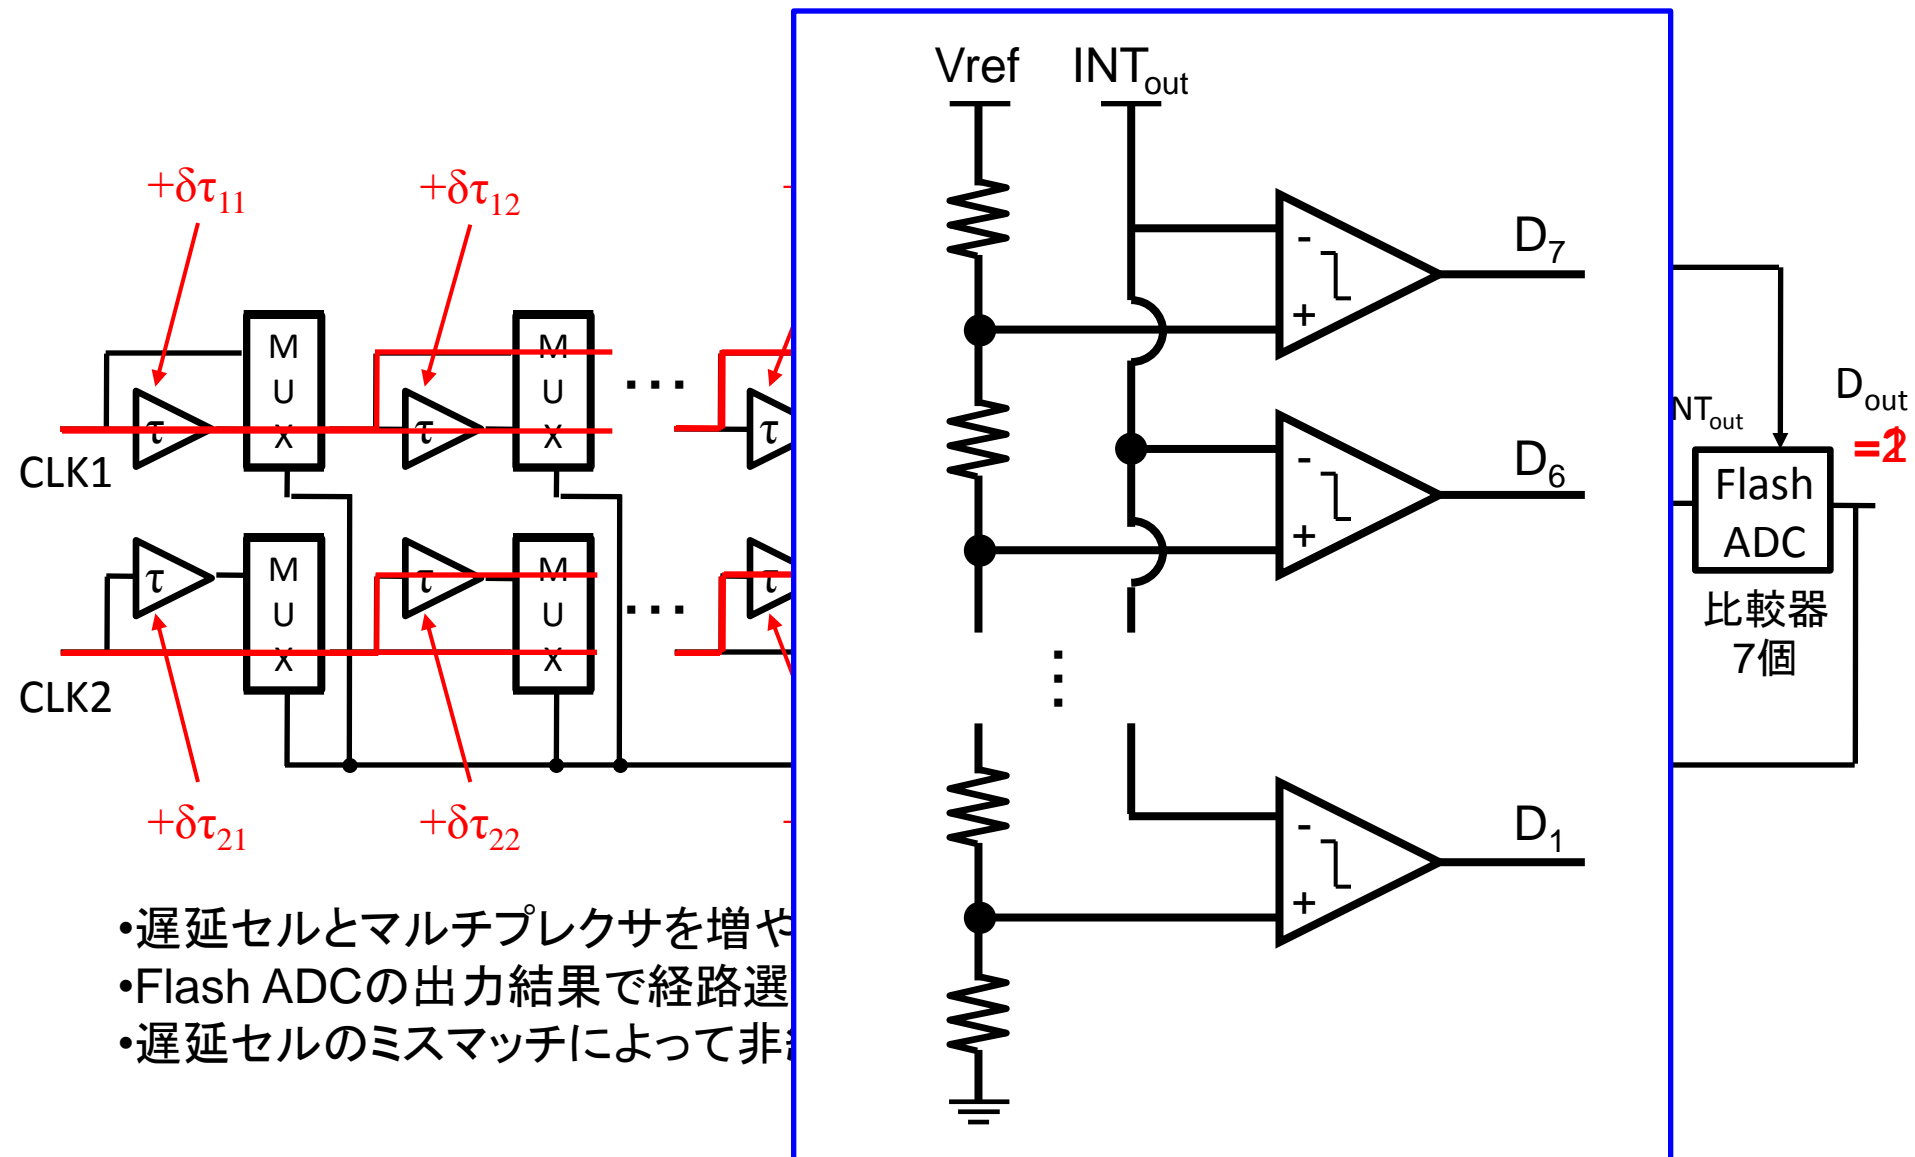 Vref INTout
+δτ11 +δτ12
D7
M
U
X
M
U
X
τ τ τ
CLK1
- +
Dout
NTout
D6
- +
Flash
ADC
比較器
7個
M
U
X
M
U
X
τ τ τ
CLK2
+δτ21 +δτ22
D1
- +
•遅延セルとマルチプレクサを増や
•Flash ADCの出力結果で経路選
•遅延セルのミスマッチによって非